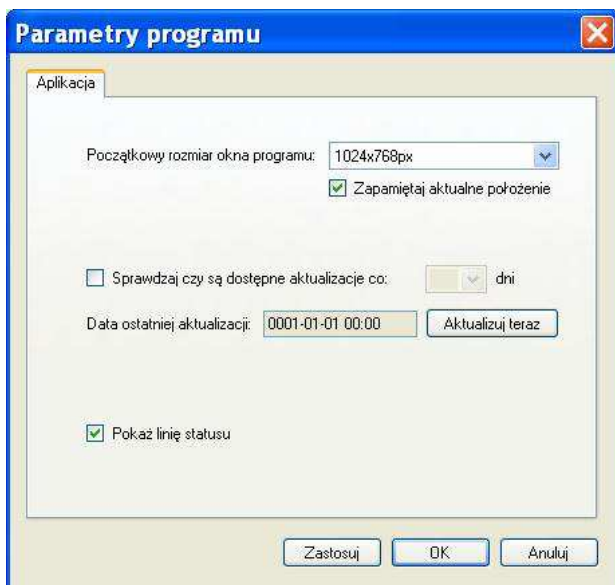 Parametry programu
Aplikacja
Początkowy rozmiar okna programu: 1024x768px
Zapamiętaj aktualne położenie
Sprawdzaj czy są dostępne aktualizacje co: dni
Data ostatniej aktualizacji: 0001-01-01 00:00 Aktualizuj teraz
Pokaż linię statusu
Zastosuj OK Anuluj